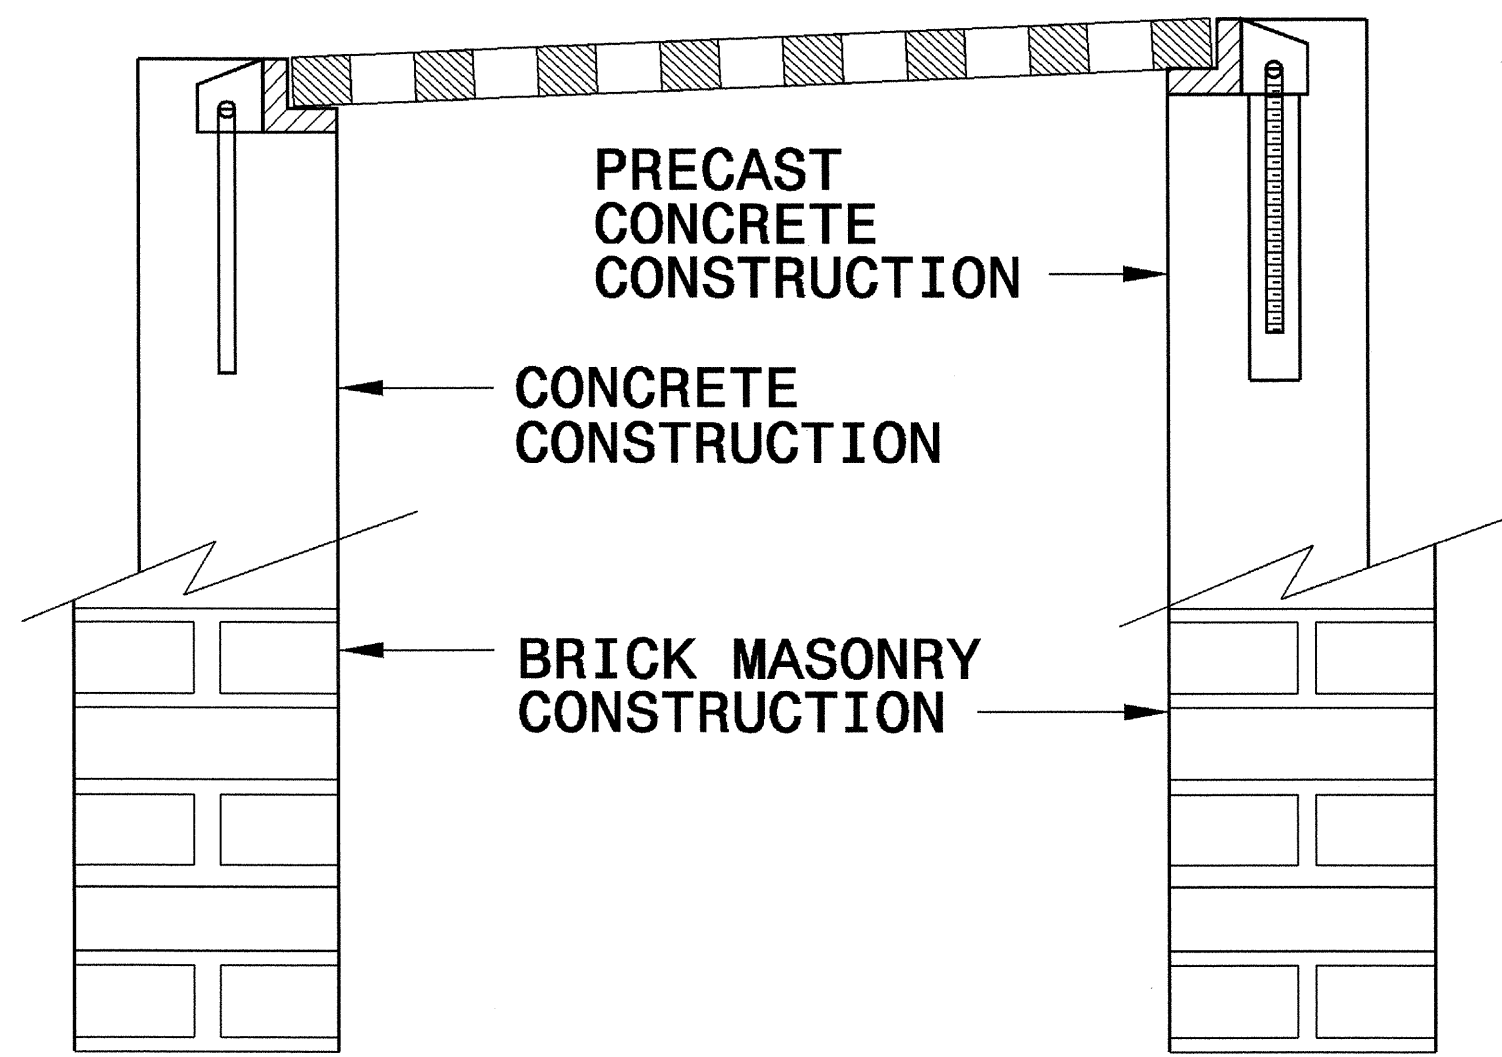 PRECAST
CONCRETE
CONSTRUCTION
CONCRETE
CONSTRUCTION
BRICK MASONRY
CONSTRUCTION